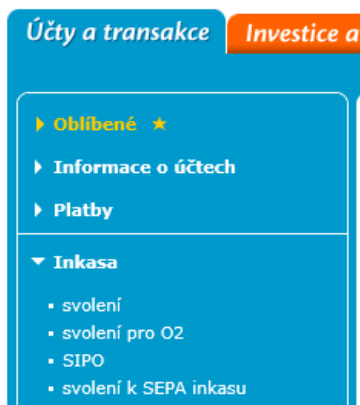 Účty a transakce
Investice a
Oblíbené ★
Informace o účtech
Platby
Inkasa
svolení
svolení pro O2
SIPO
svolení k SEPA inkasu